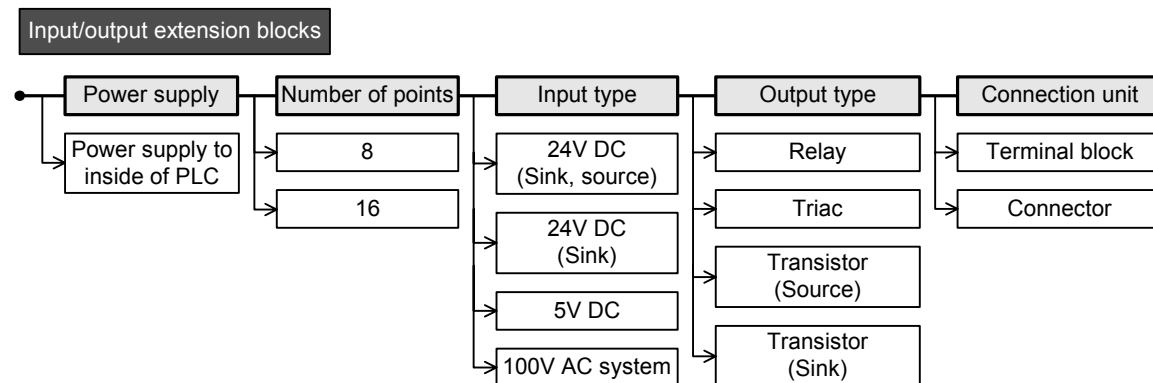 Input/output extension blocks
Power supply
Number of points
Input type
Output type
Connection unit
Power supply to
inside of PLC
8
16
24V DC
(Sink, source)
24V DC
(Sink)
5V DC
100V AC system
Relay
Triac
Transistor
(Source)
Transistor
(Sink)
Terminal block
Connector